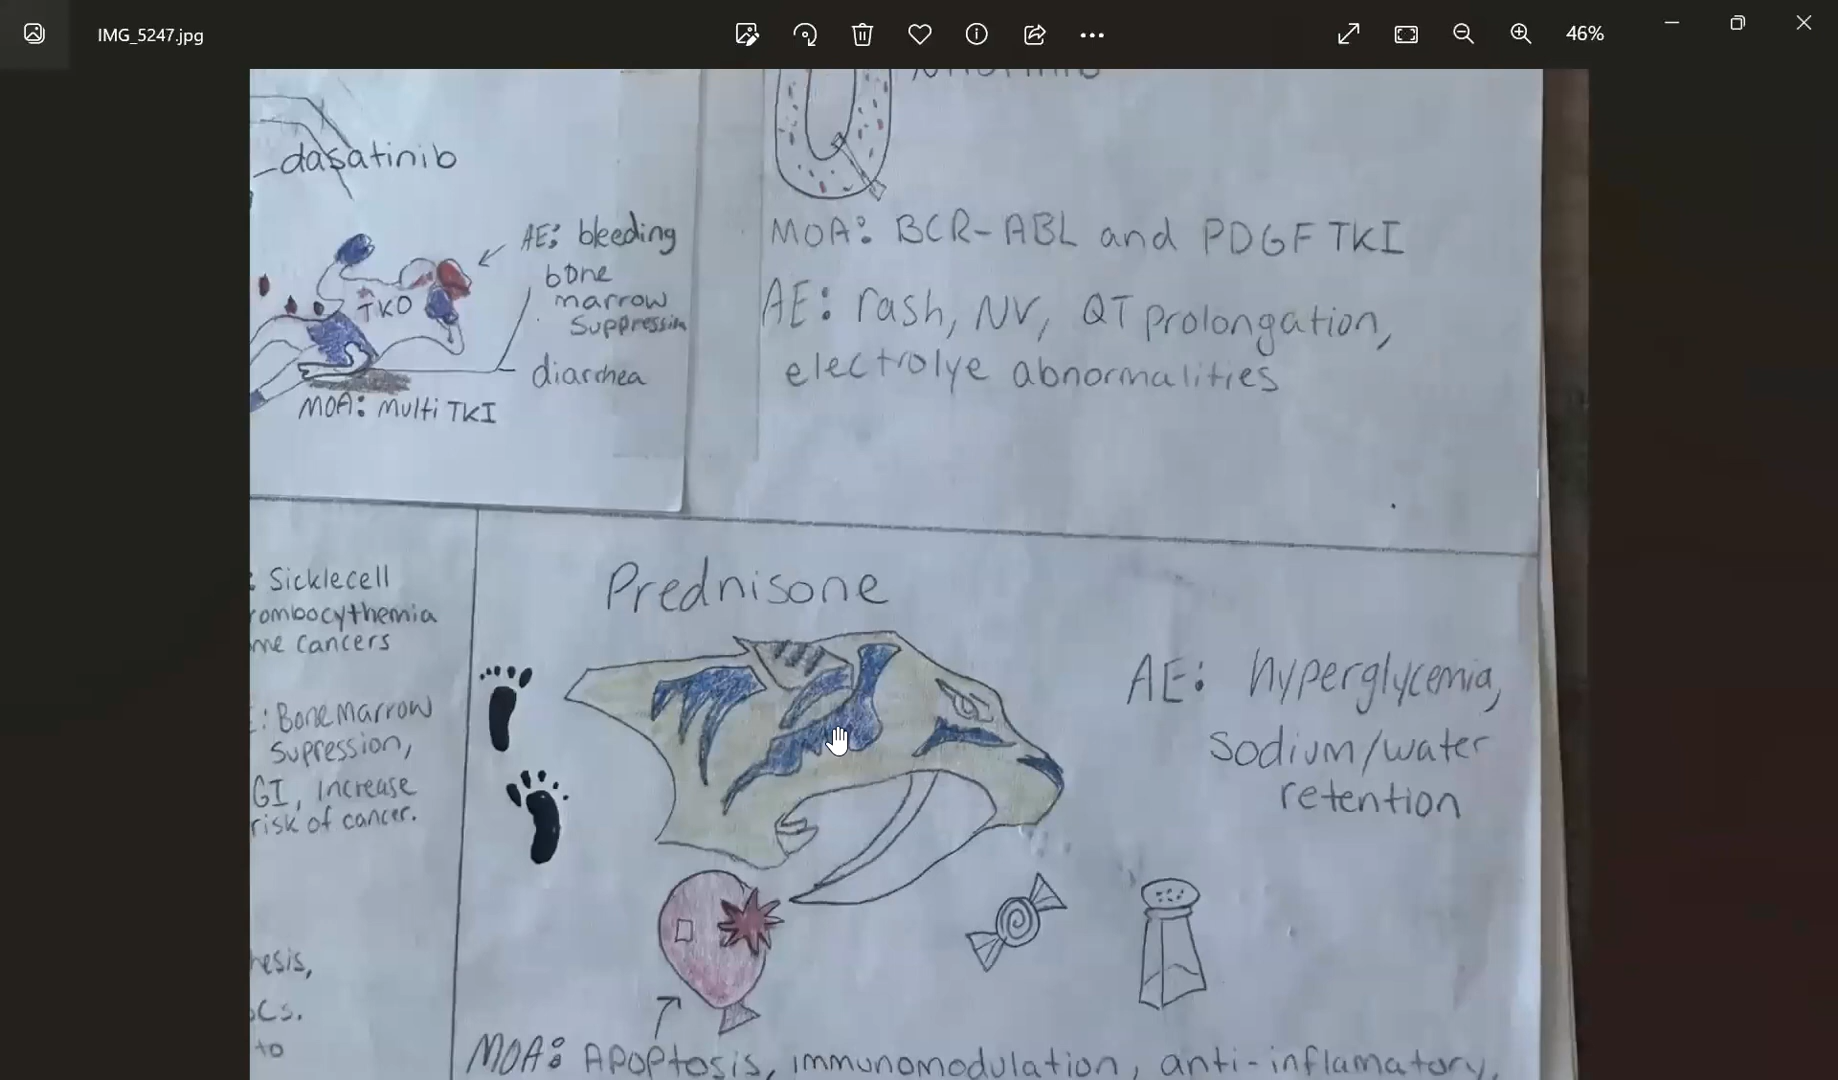 IMG_5247.jpg
46%
dasatinib
AE: bleeding
bone
marrow
suppression
TKO
diarrhea
MOA: Multi TKI
MOA: BCR-ABL and PDGF TKI
AE: rash, NV, QT prolongation,
electrolye abnormalities
: Sicklecell
rombocythemia
me cancers
: Bone Marrow
Supression,
GI, increase
risk of cancer.
hesis,
Cs.
to
Prednisone
AE: hyperglycemia,
Sodium/water
retention
MOA: Apoptosis, immunomodulation, anti-inflamatory,